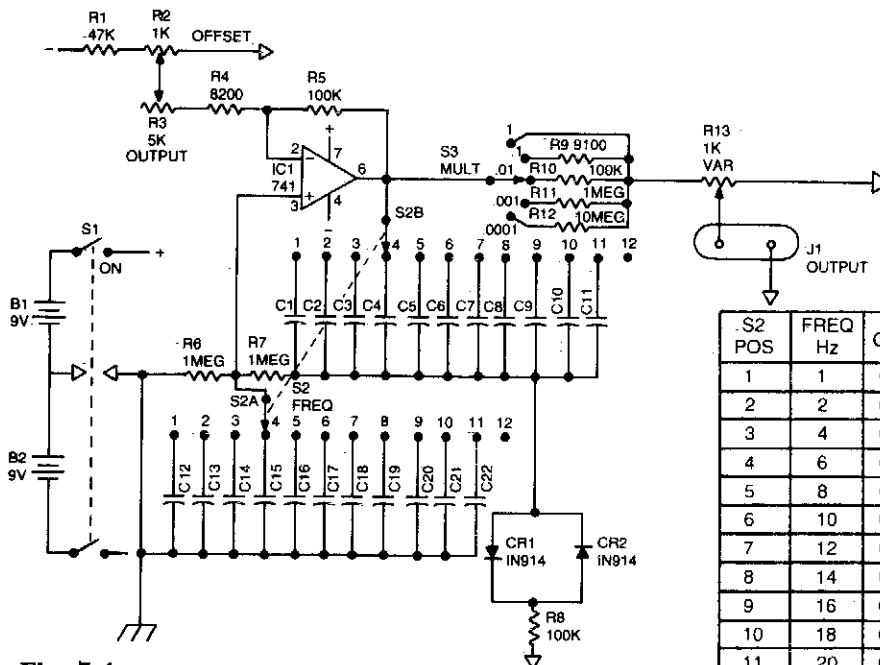 R1
47K
R2
1K
OFFSET
R4
8200
R5
100K
R3
5K
OUTPUT
2
7
6
IC1
741
3
4
S3
MULT
1
.1
.01
.001
.0001
R9 9100
R10
100K
R11
1MEG
R12
10MEG
R13
1K
VAR
J1
OUTPUT
S1
ON
B1
9V
B2
9V
S2B
1 2 3 4 5 6 7 8 9 10 11 12
C1 C2 C3 C4 C5 C6 C7 C8 C9 C10 C11
R6
1MEG
R7
1MEG
S2A
S2
FREQ
1 2 3 4 5 6 7 8 9 10 11 12
C12 C13 C14 C15 C16 C17 C18 C19 C20 C21 C22
CR1
IN914
CR2
IN914
R8
100K
S2 POS FREQ Hz
1 1
2 2
3 4
4 6
5 8
6 10
7 12
8 14
9 16
10 18
11 20